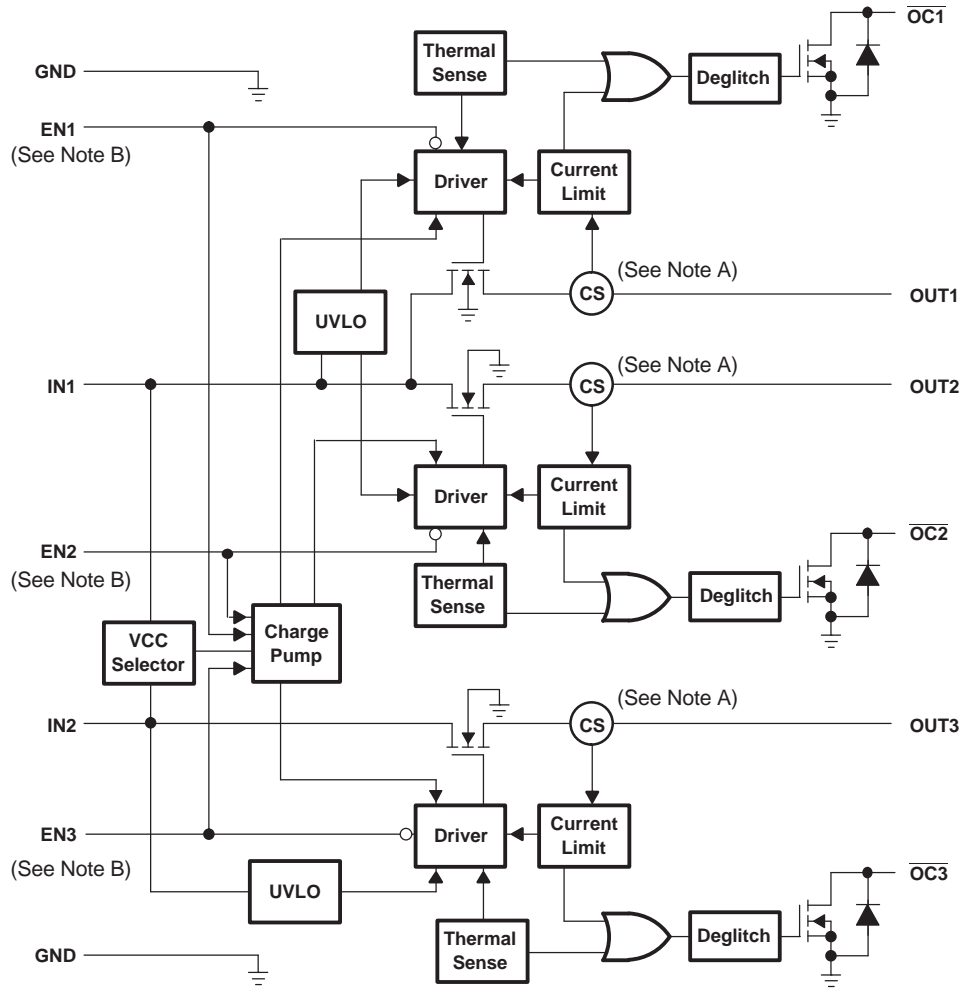 OC1
Thermal
Sense
GND
Deglitch
EN1
(See Note B)
Driver
Current
Limit
(See Note A)
CS
OUT1
UVLO
IN1
(See Note A)
CS
OUT2
Driver
Current
Limit
EN2
(See Note B)
OC2
Thermal
Sense
Deglitch
VCC
Selector
Charge
Pump
IN2
(See Note A)
CS
OUT3
EN3
(See Note B)
Driver
Current
Limit
UVLO
OC3
Thermal
Sense
Deglitch
GND